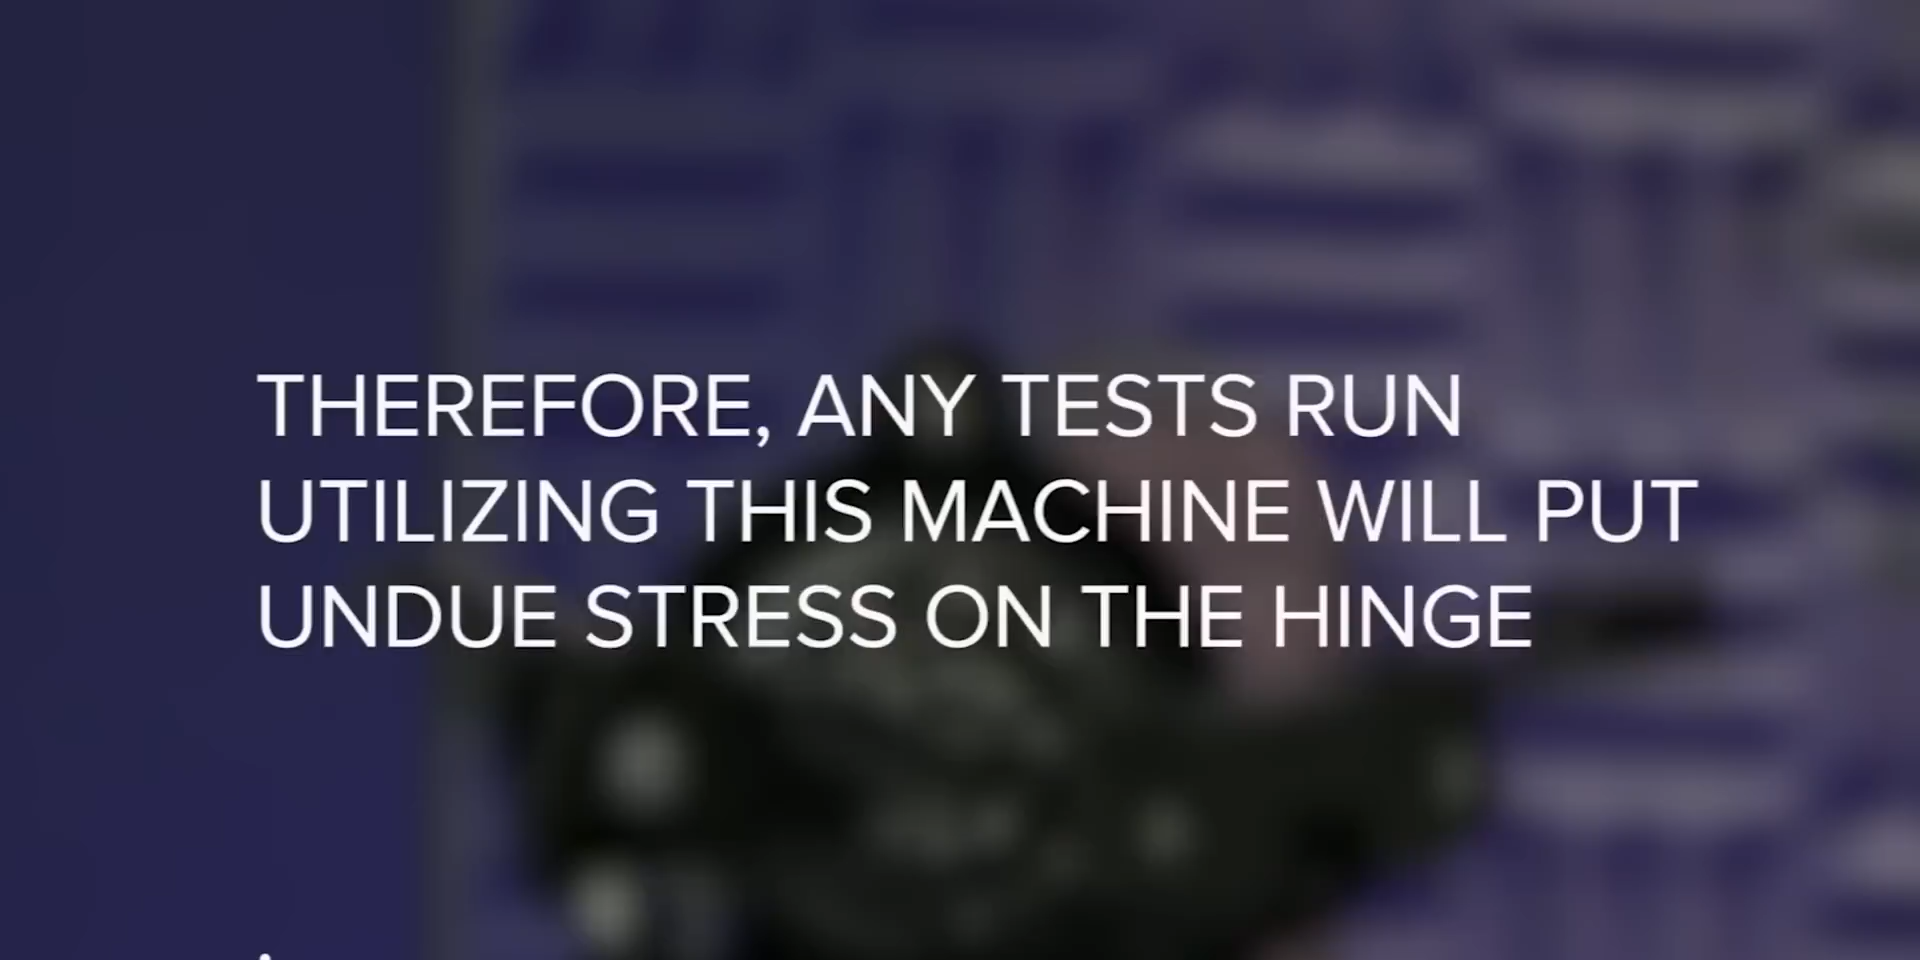 THEREFORE, ANY TESTS RUN
UTILIZING THIS MACHINE WILL PUT
UNDUE STRESS ON THE HINGE